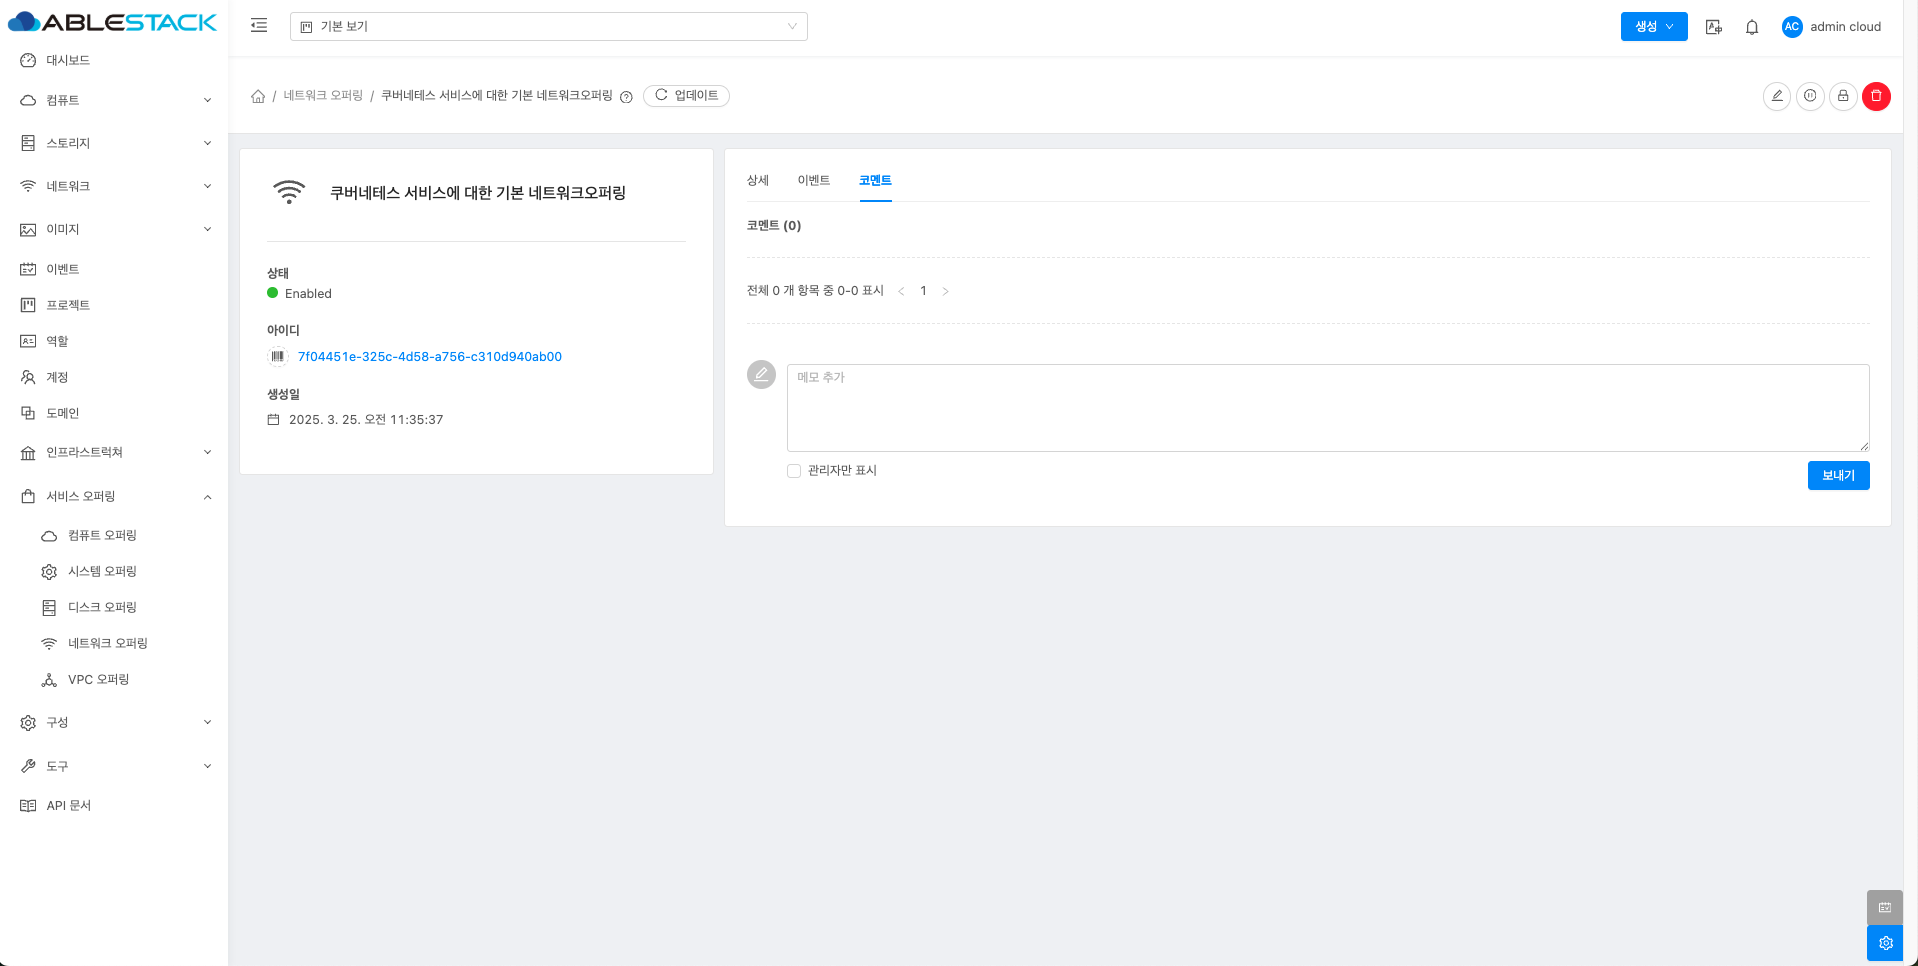 ABLESTACK
기본 보기
생성
AC
admin cloud
대시보드
컴퓨트
스토리지
네트워크
이미지
이벤트
프로젝트
역할
계정
도메인
인프라스트럭쳐
서비스 오퍼링
컴퓨트 오퍼링
시스템 오퍼링
디스크 오퍼링
네트워크 오퍼링
VPC 오퍼링
구성
도구
API 문서
/ 네트워크 오퍼링 / 쿠버네테스 서비스에 대한 기본 네트워크오퍼링
업데이트
쿠버네테스 서비스에 대한 기본 네트워크오퍼링
상태
Enabled
아이디
7f04451e-325c-4d58-a756-c310d940ab00
생성일
2025. 3. 25. 오전 11:35:37
상세 이벤트 코멘트
코멘트 (0)
전체 0 개 항목 중 0-0 표시 < 1 >
메모 추가
관리자만 표시
보내기